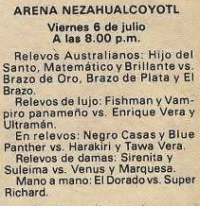 ARENA NEZAHUALCOYOTL
Viernes 6 de julio
A las 8.00 p.m.
Relevos Australianos: Hijo del
Santo, Matemático y Brillante vs.
Brazo de Oro, Brazo de Plata y El
Brazo.
Relevos de lujo: Fishman y Vam-
piro panameño vs. Enrique Vera y
Ultramán.
En relevos: Negro Casas y Blue
Panther vs. Harakiri y Tawa Vera.
Relevos de damas: Sirenita y
Suleima vs. Venus y Marquesa.
Mano a mano: El Dorado vs. Super
Richard.